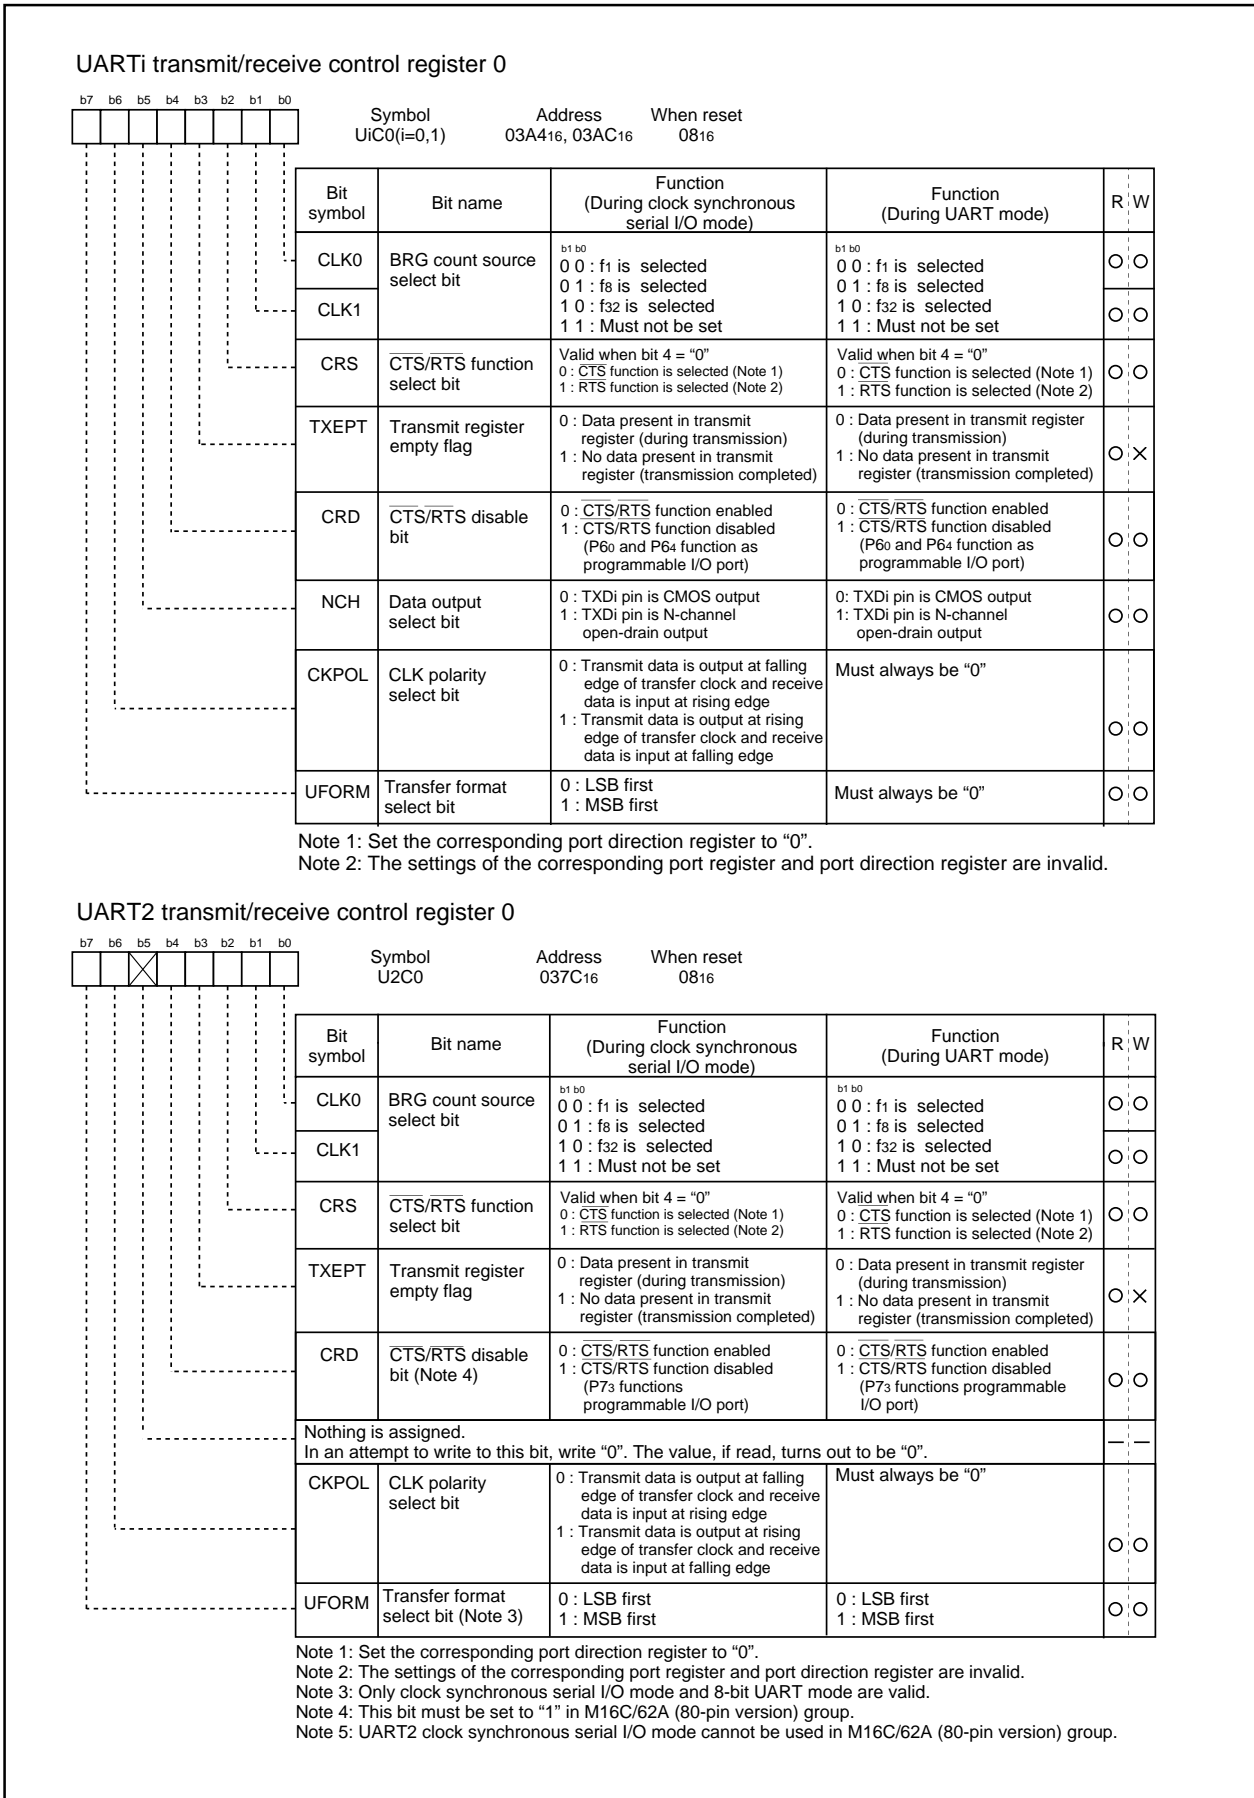 UARTi transmit/receive control register 0
b7 b6 b5 b4 b3 b2 b1 b0
Symbol Address When reset
UiC0(i=0,1) 03A416, 03AC16 0816
Bit symbol Bit name Function (During clock synchronous serial I/O mode) Function (During UART mode) R W
CLK0 BRG count source select bit
b1 b0
0 0 : f1 is selected
0 1 : f8 is selected
1 0 : f32 is selected
1 1 : Must not be set
b1 b0
0 0 : f1 is selected
0 1 : f8 is selected
1 0 : f32 is selected
1 1 : Must not be set
CLK1
CRS CTS/RTS function select bit
Valid when bit 4 = “0”
0 : CTS function is selected (Note 1)
1 : RTS function is selected (Note 2)
Valid when bit 4 = “0”
0 : CTS function is selected (Note 1)
1 : RTS function is selected (Note 2)
TXEPT Transmit register empty flag
0 : Data present in transmit
register (during transmission)
1 : No data present in transmit
register (transmission completed)
0 : Data present in transmit register
(during transmission)
1 : No data present in transmit
register (transmission completed)
CRD CTS/RTS disable bit
0 : CTS/RTS function enabled
1 : CTS/RTS function disabled
(P60 and P64 function as
programmable I/O port)
0 : CTS/RTS function enabled
1 : CTS/RTS function disabled
(P60 and P64 function as
programmable I/O port)
NCH Data output select bit
0 : TXDi pin is CMOS output
1 : TXDi pin is N-channel
open-drain output
0: TXDi pin is CMOS output
1: TXDi pin is N-channel
open-drain output
CKPOL CLK polarity select bit
0 : Transmit data is output at falling
edge of transfer clock and receive
data is input at rising edge
1 : Transmit data is output at rising
edge of transfer clock and receive
data is input at falling edge
Must always be “0”
UFORM Transfer format select bit
0 : LSB first
1 : MSB first
Must always be “0”
Note 1: Set the corresponding port direction register to “0”.
Note 2: The settings of the corresponding port register and port direction register are invalid.
UART2 transmit/receive control register 0
b7 b6 b5 b4 b3 b2 b1 b0
Symbol Address When reset
U2C0 037C16 0816
Bit symbol Bit name Function (During clock synchronous serial I/O mode) Function (During UART mode) R W
CLK0 BRG count source select bit
b1 b0
0 0 : f1 is selected
0 1 : f8 is selected
1 0 : f32 is selected
1 1 : Must not be set
b1 b0
0 0 : f1 is selected
0 1 : f8 is selected
1 0 : f32 is selected
1 1 : Must not be set
CLK1
CRS CTS/RTS function select bit
Valid when bit 4 = “0”
0 : CTS function is selected (Note 1)
1 : RTS function is selected (Note 2)
Valid when bit 4 = “0”
0 : CTS function is selected (Note 1)
1 : RTS function is selected (Note 2)
TXEPT Transmit register empty flag
0 : Data present in transmit
register (during transmission)
1 : No data present in transmit
register (transmission completed)
0 : Data present in transmit register
(during transmission)
1 : No data present in transmit
register (transmission completed)
CRD CTS/RTS disable bit (Note 4)
0 : CTS/RTS function enabled
1 : CTS/RTS function disabled
(P73 functions
programmable I/O port)
0 : CTS/RTS function enabled
1 : CTS/RTS function disabled
(P73 functions programmable
I/O port)
Nothing is assigned.
In an attempt to write to this bit, write “0”. The value, if read, turns out to be “0”.
CKPOL CLK polarity select bit
0 : Transmit data is output at falling
edge of transfer clock and receive
data is input at rising edge
1 : Transmit data is output at rising
edge of transfer clock and receive
data is input at falling edge
Must always be “0”
UFORM Transfer format select bit (Note 3)
0 : LSB first
1 : MSB first
0 : LSB first
1 : MSB first
Note 1: Set the corresponding port direction register to “0”.
Note 2: The settings of the corresponding port register and port direction register are invalid.
Note 3: Only clock synchronous serial I/O mode and 8-bit UART mode are valid.
Note 4: This bit must be set to “1” in M16C/62A (80-pin version) group.
Note 5: UART2 clock synchronous serial I/O mode cannot be used in M16C/62A (80-pin version) group.